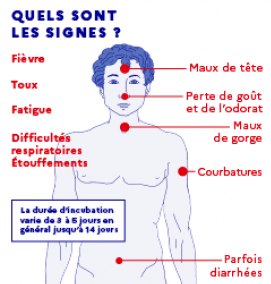 QUELS SONT
LES SIGNES ?
Fièvre
Toux
Fatigue
Difficultés
respiratoires
Étouffements
Maux de tête
Perte de goût
et de l'odorat
Maux
de gorge
Courbatures
La durée d'incubation
varie de 3 à 5 jours en
général jusqu'à 14 jours
Parfois
diarrhées